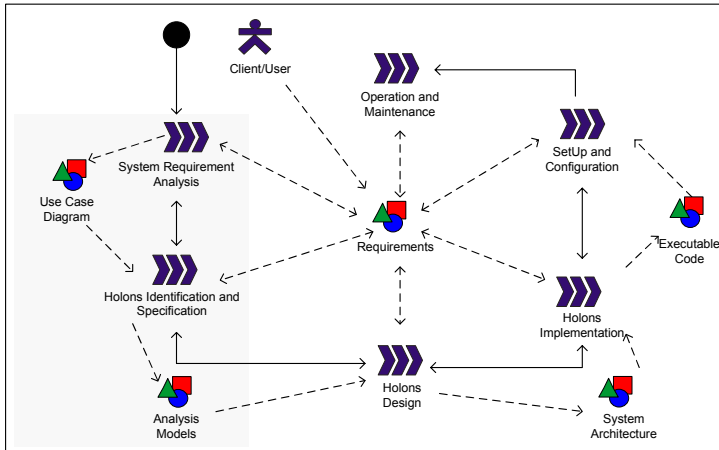 Client/User
Operation and
Maintenance
SetUp and
Configuration
System Requirement
Analysis
Use Case
Diagram
Requirements
Executable
Code
Holons Identification and
Specification
Holons
Implementation
Holons
Design
Analysis
Models
System
Architecture